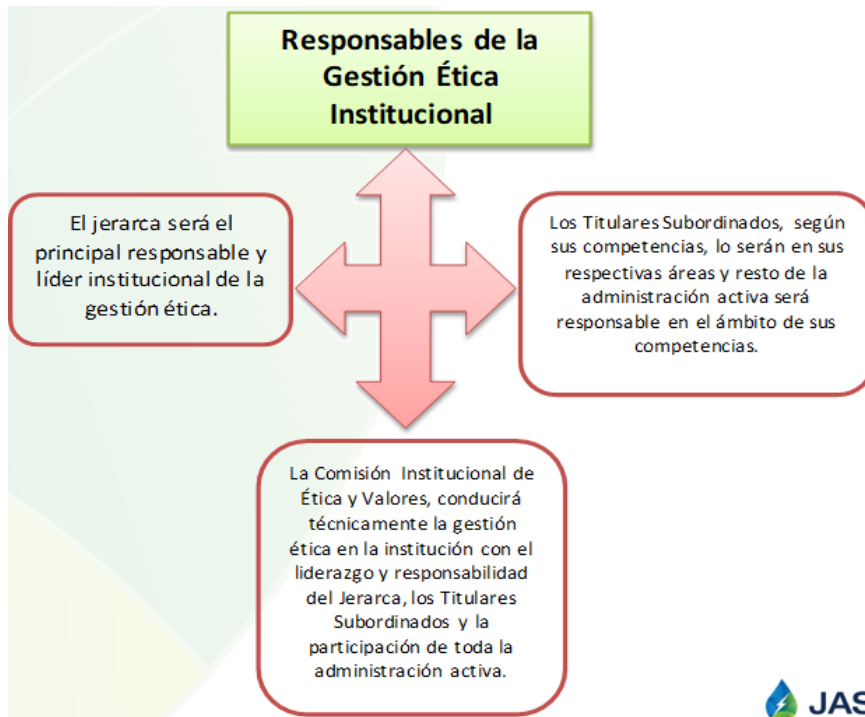 Responsables de la
Gestión Ética
Institucional
El jerarca será el
principal responsable y
líder institucional de la
gestión ética.
Los Titulares Subordinados, según
sus competencias, lo serán en sus
respectivas áreas y resto de la
administración activa será
responsable en el ámbito de sus
competencias.
La Comisión Institucional de
Ética y Valores, conducirá
técnicamente la gestión
ética en la institución con el
liderazgo y responsabilidad
del Jerarca, los Titulares
Subordinados y la
participación de toda la
administración activa.
JAS